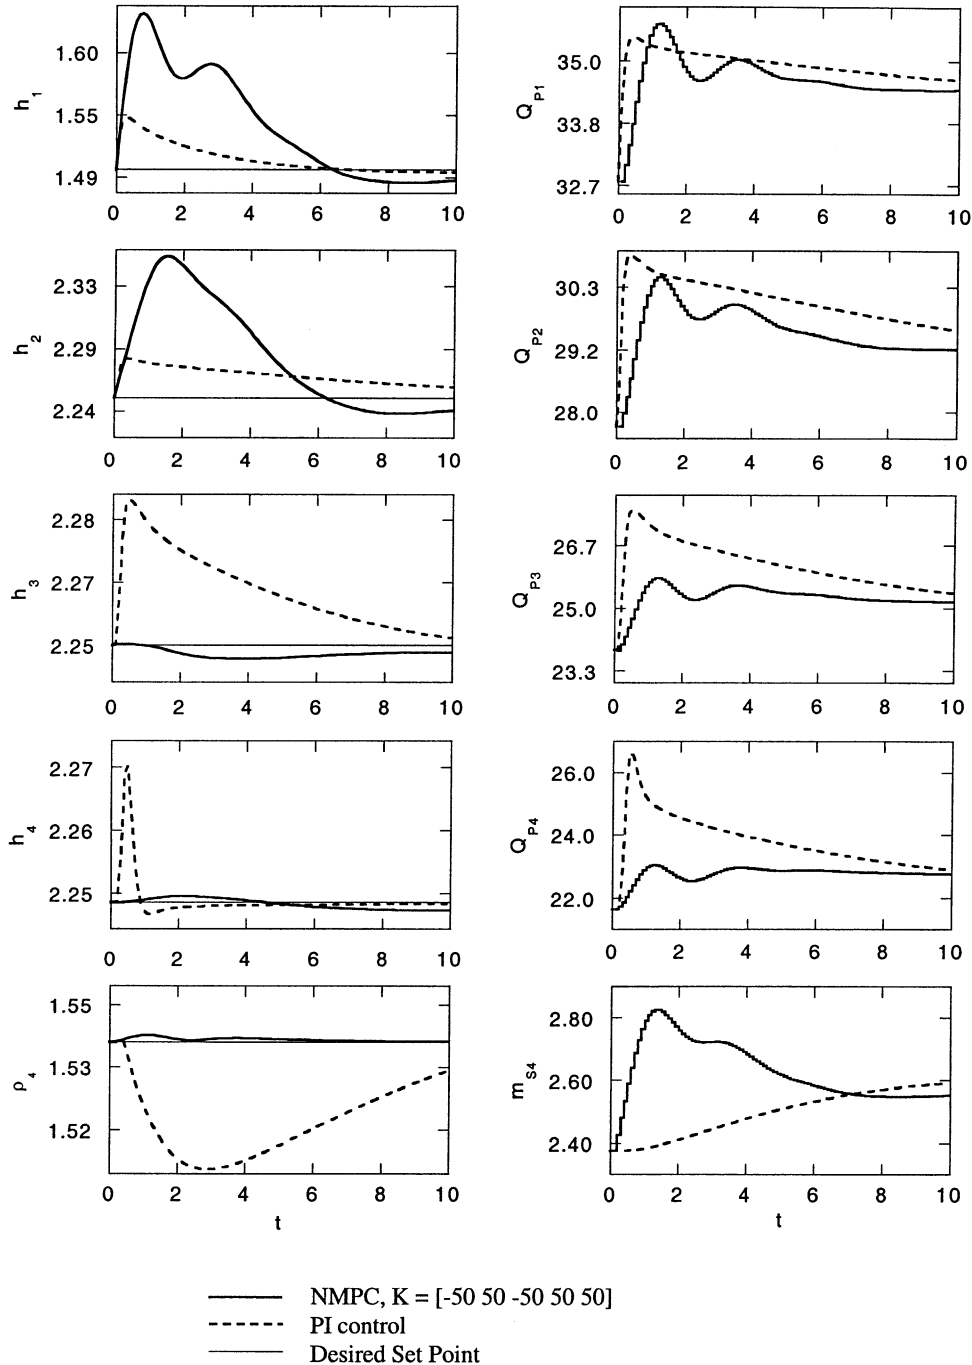 h1
1.60
1.55
1.49
0 2 4 6 8 10
QP1
35.0
33.8
32.7
0 2 4 6 8 10
h2
2.33
2.29
2.24
0 2 4 6 8 10
QP2
30.3
29.2
28.0
0 2 4 6 8 10
h3
2.28
2.27
2.25
0 2 4 6 8 10
QP3
26.7
25.0
23.3
0 2 4 6 8 10
h4
2.27
2.26
2.25
0 2 4 6 8 10
QP4
26.0
24.0
22.0
0 2 4 6 8 10
ρ4
1.55
1.53
1.52
0 2 4 6 8 10
t
mS4
2.80
2.60
2.40
0 2 4 6 8 10
t
NMPC, K = [-50 50 -50 50 50]
PI control
Desired Set Point